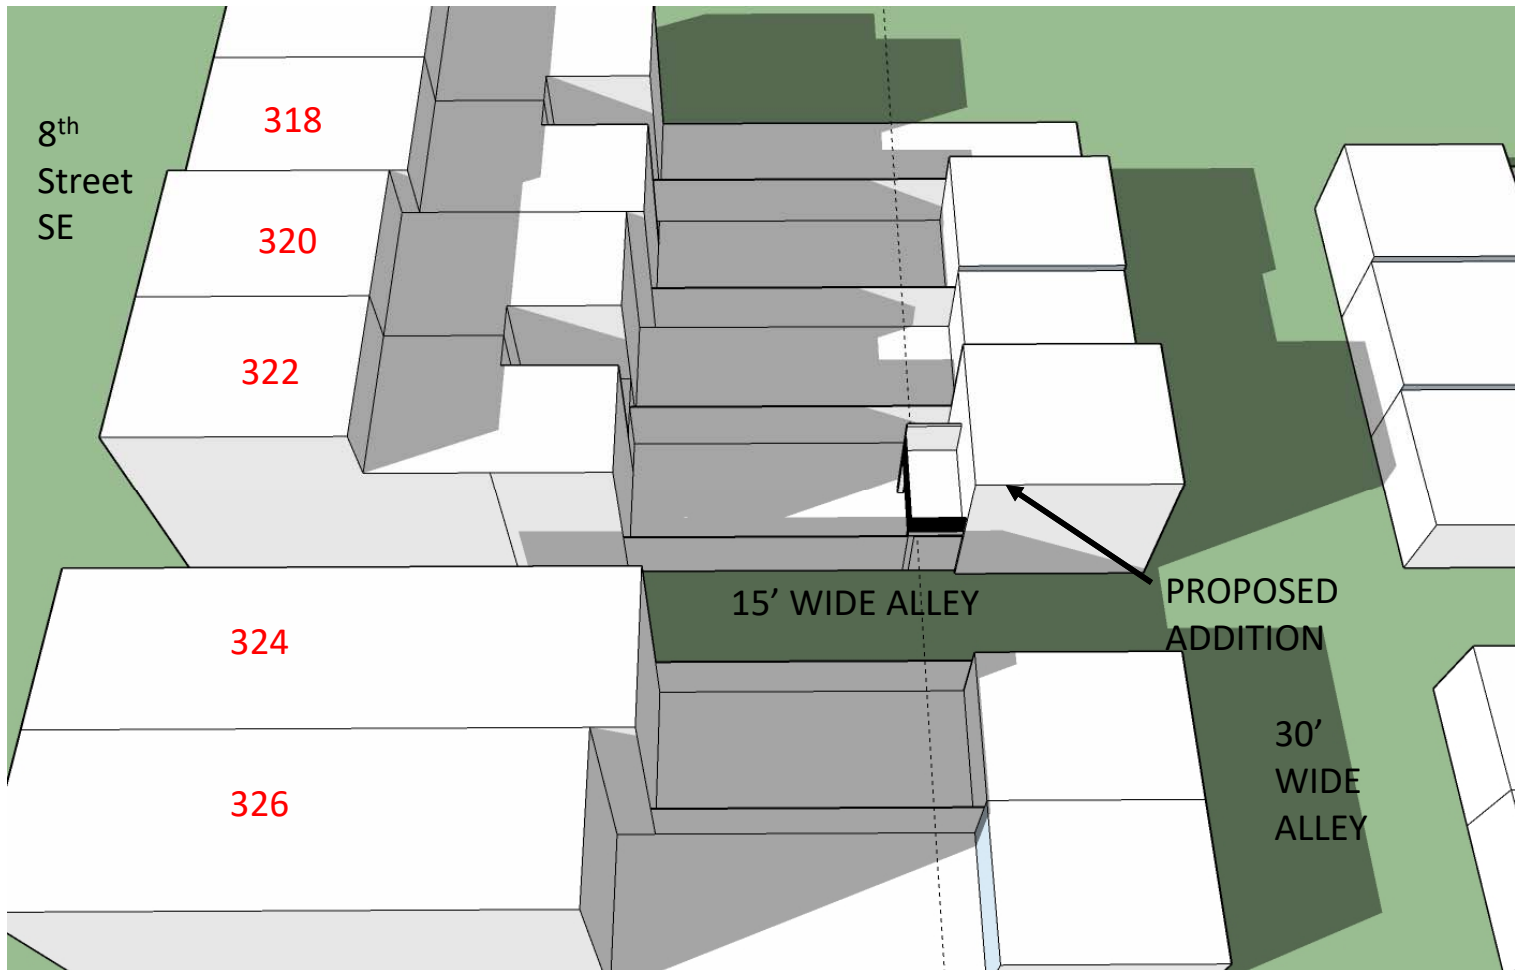 8th
Street
SE
318
320
322
324
326
15’ WIDE ALLEY
PROPOSED
ADDITION
30’
WIDE
ALLEY